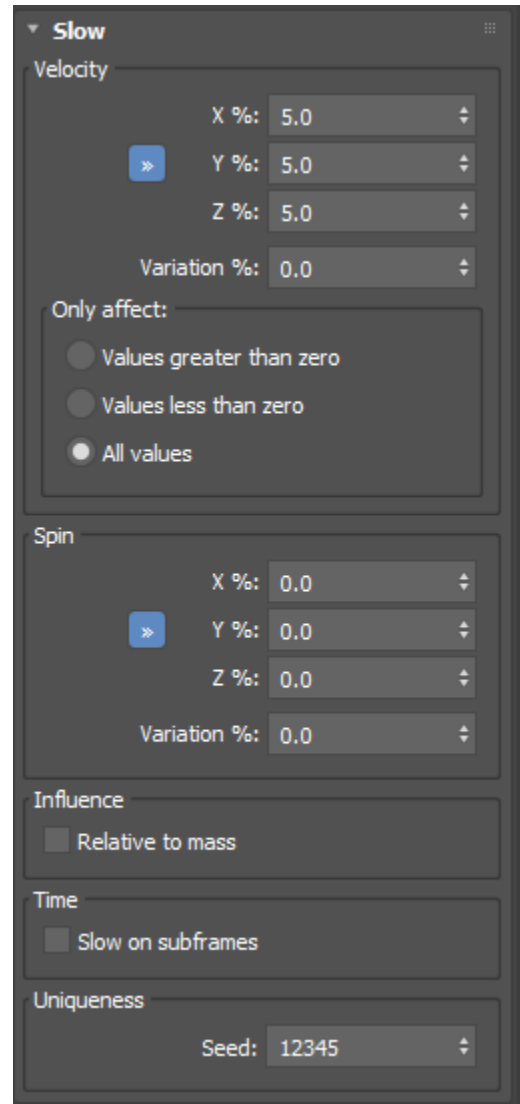 Slow
Velocity
X %: 5.0
» Y %: 5.0
Z %: 5.0
Variation %: 0.0
Only affect:
Values greater than zero
Values less than zero
All values
Spin
X %: 0.0
» Y %: 0.0
Z %: 0.0
Variation %: 0.0
Influence
Relative to mass
Time
Slow on subframes
Uniqueness
Seed: 12345